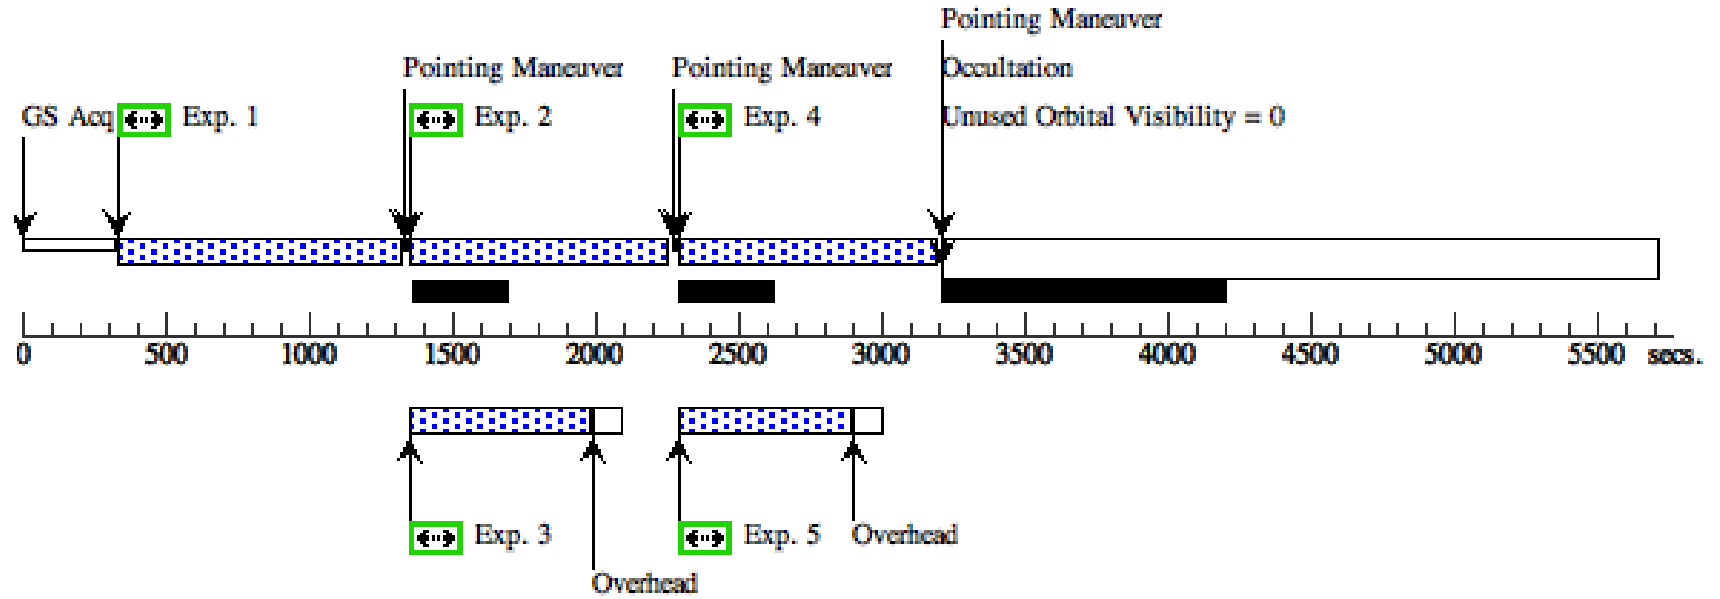 Pointing Maneuver
Pointing Maneuver Pointing Maneuver Occultation
GS Acq Exp. 1 Exp. 2 Exp. 4 Unused Orbital Visibility = 0
0 500 1000 1500 2000 2500 3000 3500 4000 4500 5000 5500 secs.
Exp. 3 Exp. 5 Overhead
Overhead